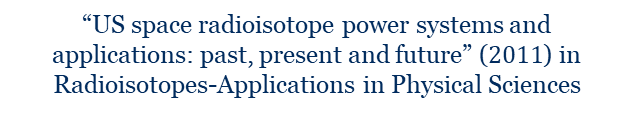 “US space radioisotope power systems and
applications: past, present and future” (2011) in
Radioisotopes-Applications in Physical Sciences